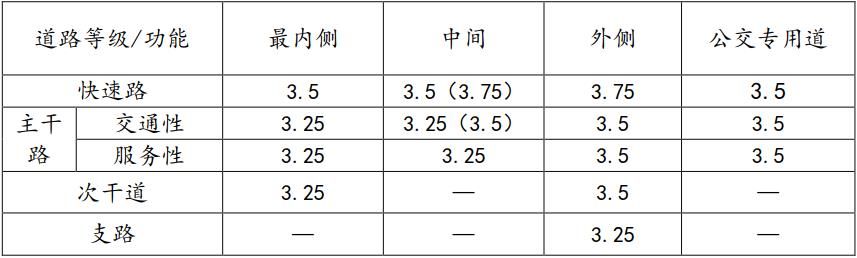 道路等级/功能 最内侧 中间 外侧 公交专用道
快速路 3.5 3.5（3.75） 3.75 3.5
主干路 交通性 3.25 3.25（3.5） 3.5 3.5
服务性 3.25 3.25 3.5 3.5
次干道 3.25 — 3.5 —
支路 — — 3.25 —